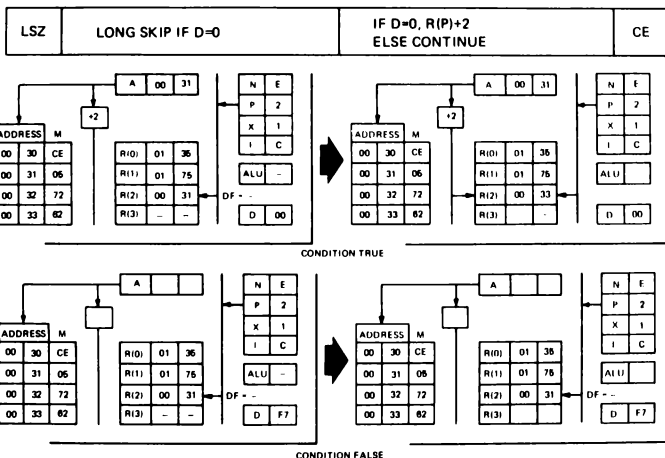 LSZ LONG SKIP IF D=0 IF D=0, R(P)+2 CE
ELSE CONTINUE
A 00 31 N E A 00 31 N E
+2 P 2 +2 P 2
ADDRESS M X 1 ADDRESS M X 1
00 30 CE R(0) 01 36 I C 00 30 CE R(0) 01 36 I C
00 31 06 R(1) 01 75 ALU - 00 31 06 R(1) 01 76 ALU
00 32 72 R(2) 00 31 DF = - 00 32 72 R(2) 00 33
00 33 62 R(3) D 00 00 33 62 R(3) - D 00
CONDITION TRUE
A N E A N E
P 2 P 2
ADDRESS M X 1 ADDRESS M X 1
00 30 CE R(0) 01 36 I C 00 30 CE R(0) 01 36 I C
00 31 06 R(1) 01 76 ALU - 00 31 06 R(1) 01 76 ALU
00 32 72 R(2) 00 31 DF = - 00 32 72 R(2) 00 31
00 33 62 R(3) - - D F7 00 33 62 R(3) D F7
CONDITION FALSE